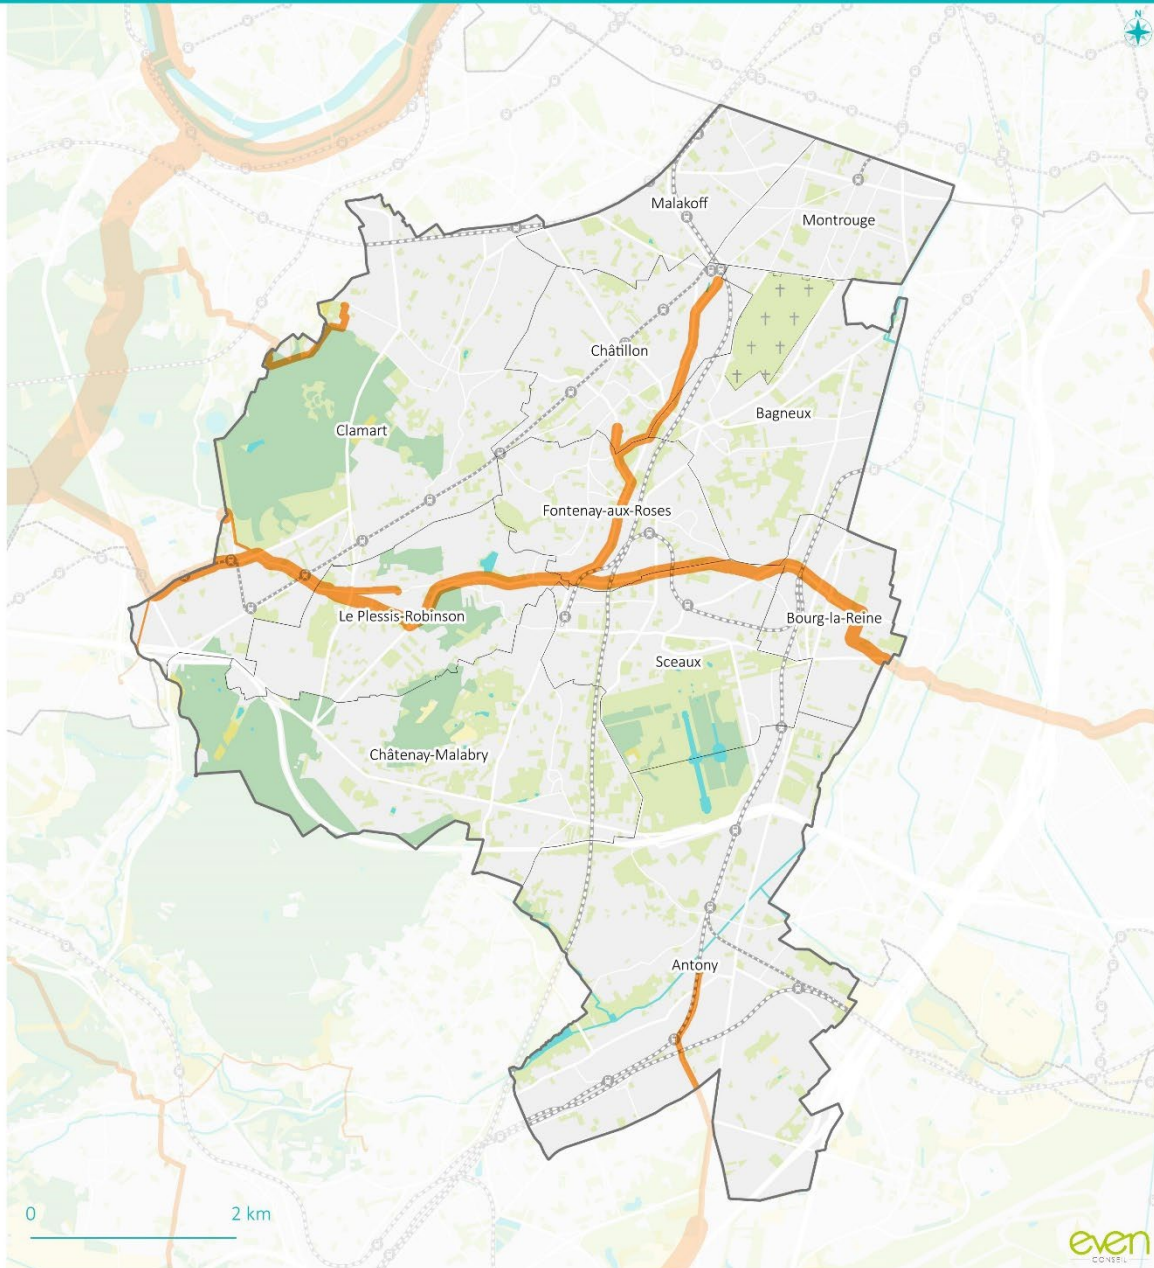 N
Malakoff
Montrouge
Châtillon
Bagneux
Clamart
Fontenay-aux-Roses
Le Plessis-Robinson
Bourg-la-Reine
Sceaux
Châtenay-Malabry
Antony
0 2 km
even
CONSEIL